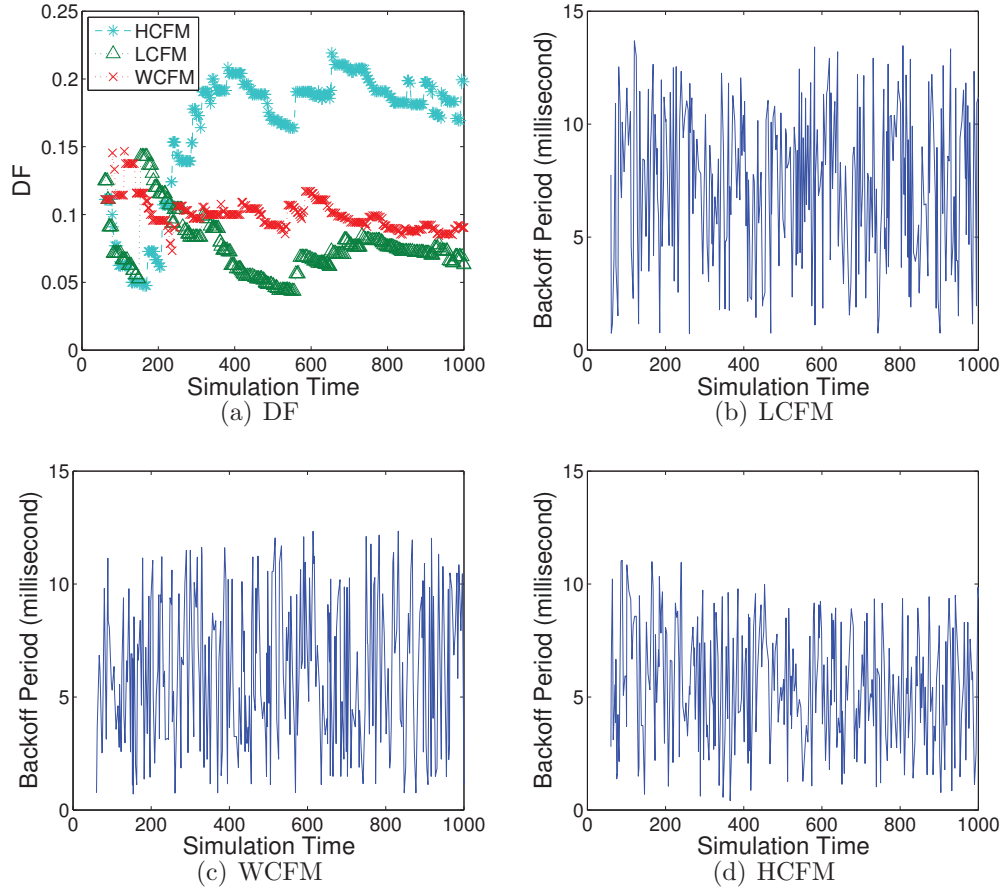 0.25
0.2
0.15
0.1
0.05
0
DF
HCFM
LCFM
WCFM
0 200 400 600 800 1000
Simulation Time
(a) DF
15
10
5
0
Backoff Period (millisecond)
0 200 400 600 800 1000
Simulation Time
(b) LCFM
15
10
5
0
Backoff Period (millisecond)
0 200 400 600 800 1000
Simulation Time
(c) WCFM
15
10
5
0
Backoff Period (millisecond)
0 200 400 600 800 1000
Simulation Time
(d) HCFM